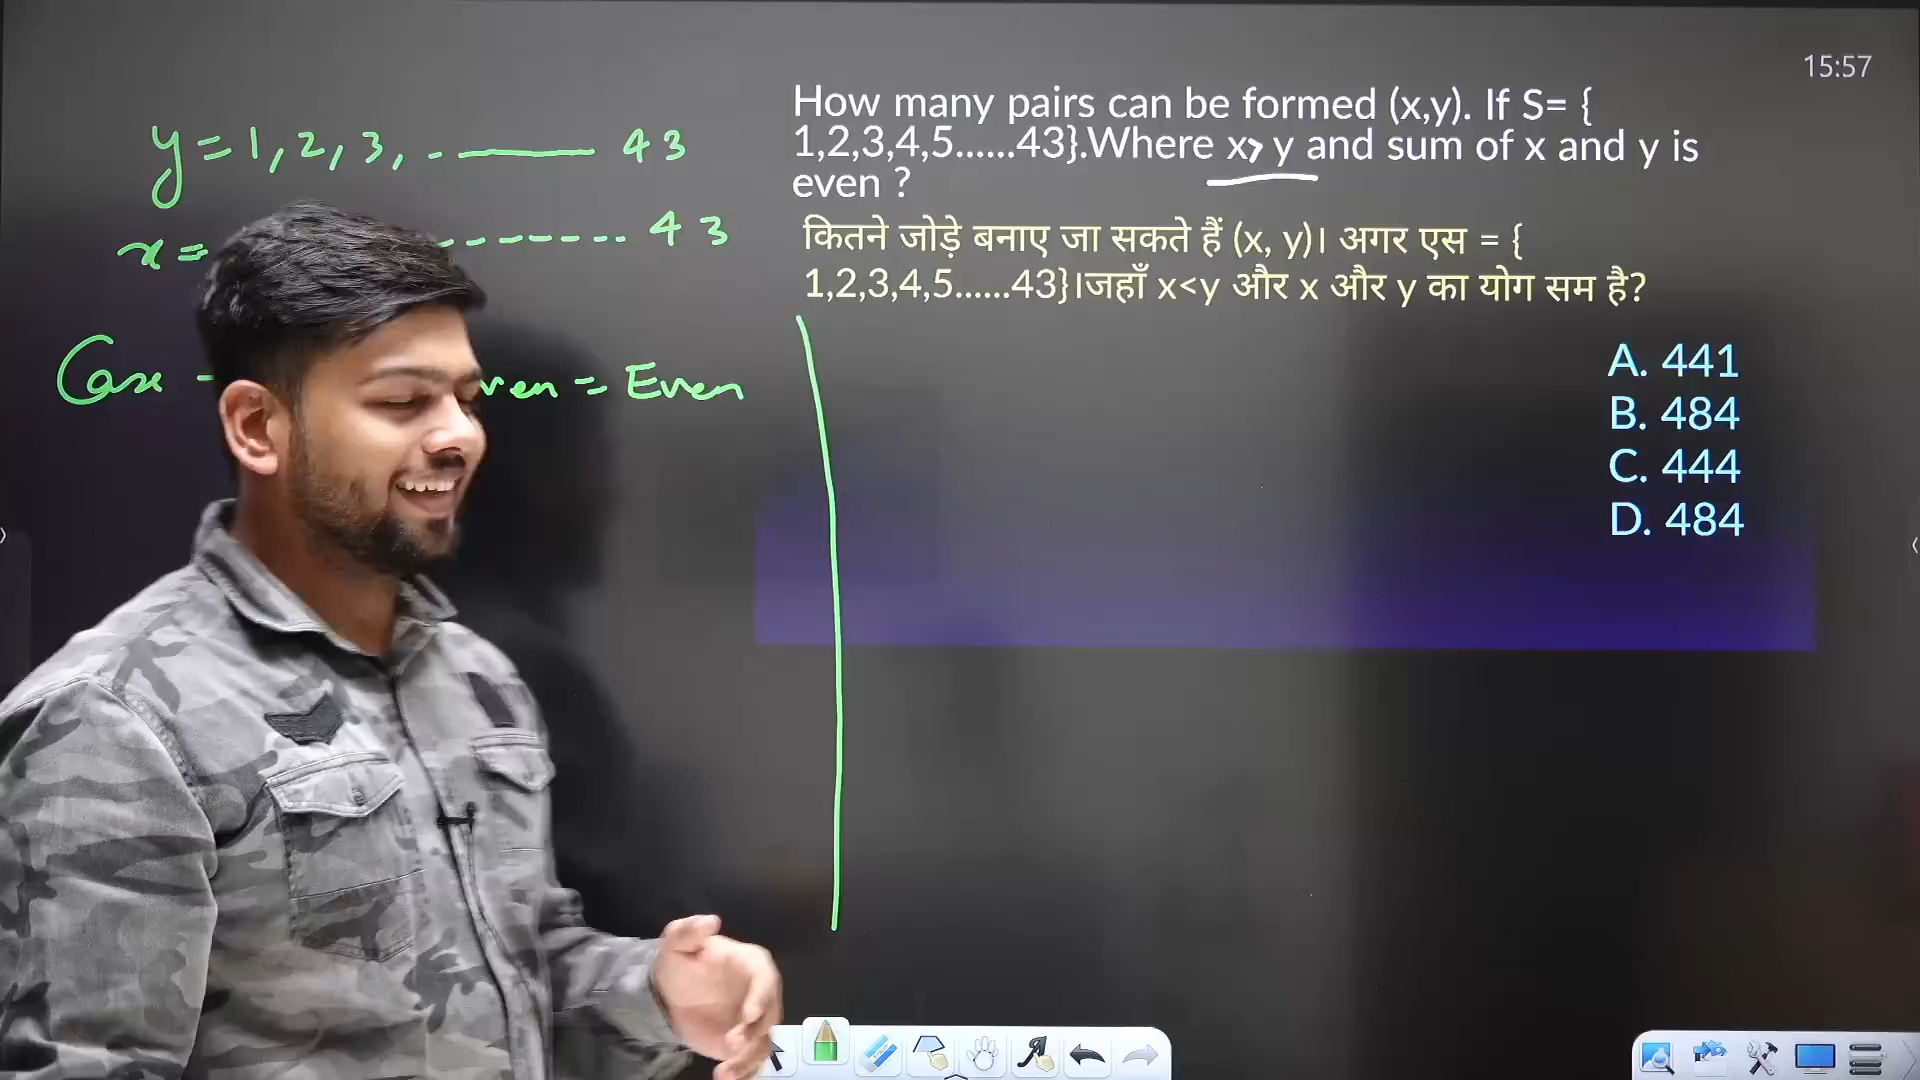 15:57
How many pairs can be formed (x,y). If S= {
1,2,3,4,5......43}.Where x> y and sum of x and y is
even ?
कितने जोड़े बनाए जा सकते हैं (x, y)। अगर एस = {
1,2,3,4,5......43}।जहाँ x<y और x और y का योग सम है?
A. 441
B. 484
C. 444
D. 484
y = 1, 2, 3, - —— 43
x = ------- 43
Case - = Even